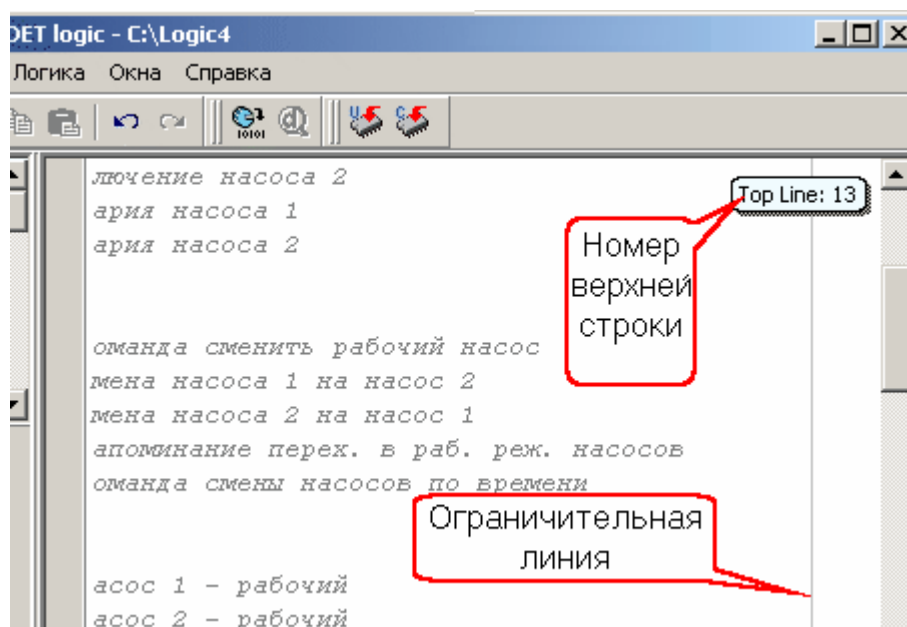 DET logic - C:\Logic4
Логика Окна Справка
10101
лючение насоса 2
ария насоса 1
ария насоса 2
Top Line: 13
Номер
верхней
строки
оманда сменить рабочий насос
мена насоса 1 на насос 2
мена насоса 2 на насос 1
апоминание перех. в раб. реж. насосов
оманда смены насосов по времени
Ограничительная
линия
асос 1 - рабочий
асос 2 - рабочий